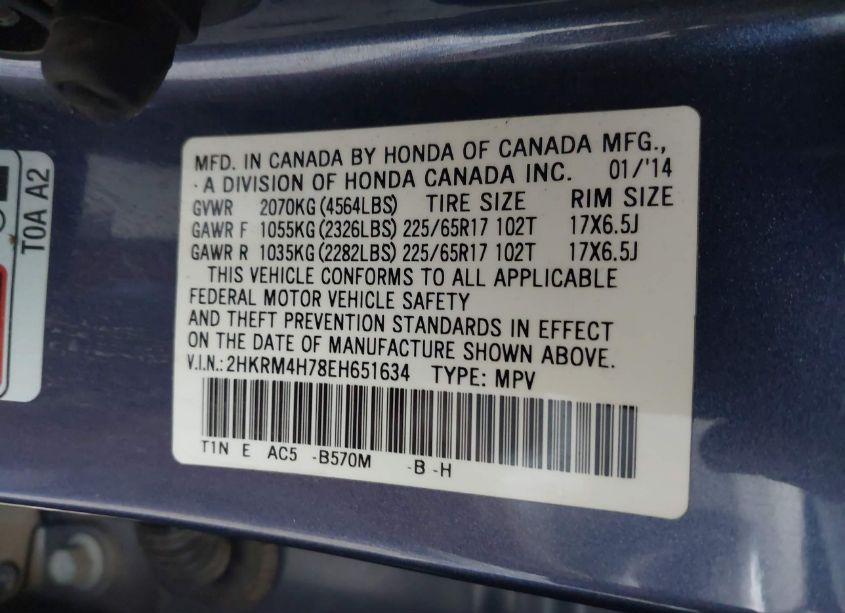 MFD. IN CANADA BY HONDA OF CANADA MFG.,
A DIVISION OF HONDA CANADA INC. 01/'14
GVWR 2070KG (4564LBS) TIRE SIZE RIM SIZE
GAWR F 1055KG (2326LBS) 225/65R17 102T 17X6.5J
GAWR R 1035KG (2282LBS) 225/65R17 102T 17X6.5J
THIS VEHICLE CONFORMS TO ALL APPLICABLE
FEDERAL MOTOR VEHICLE SAFETY
AND THEFT PREVENTION STANDARDS IN EFFECT
ON THE DATE OF MANUFACTURE SHOWN ABOVE.
V.I.N.: 2HKRM4H78EH651634 TYPE: MPV
T1N E AC5 -B570M -B -H
T0A A2